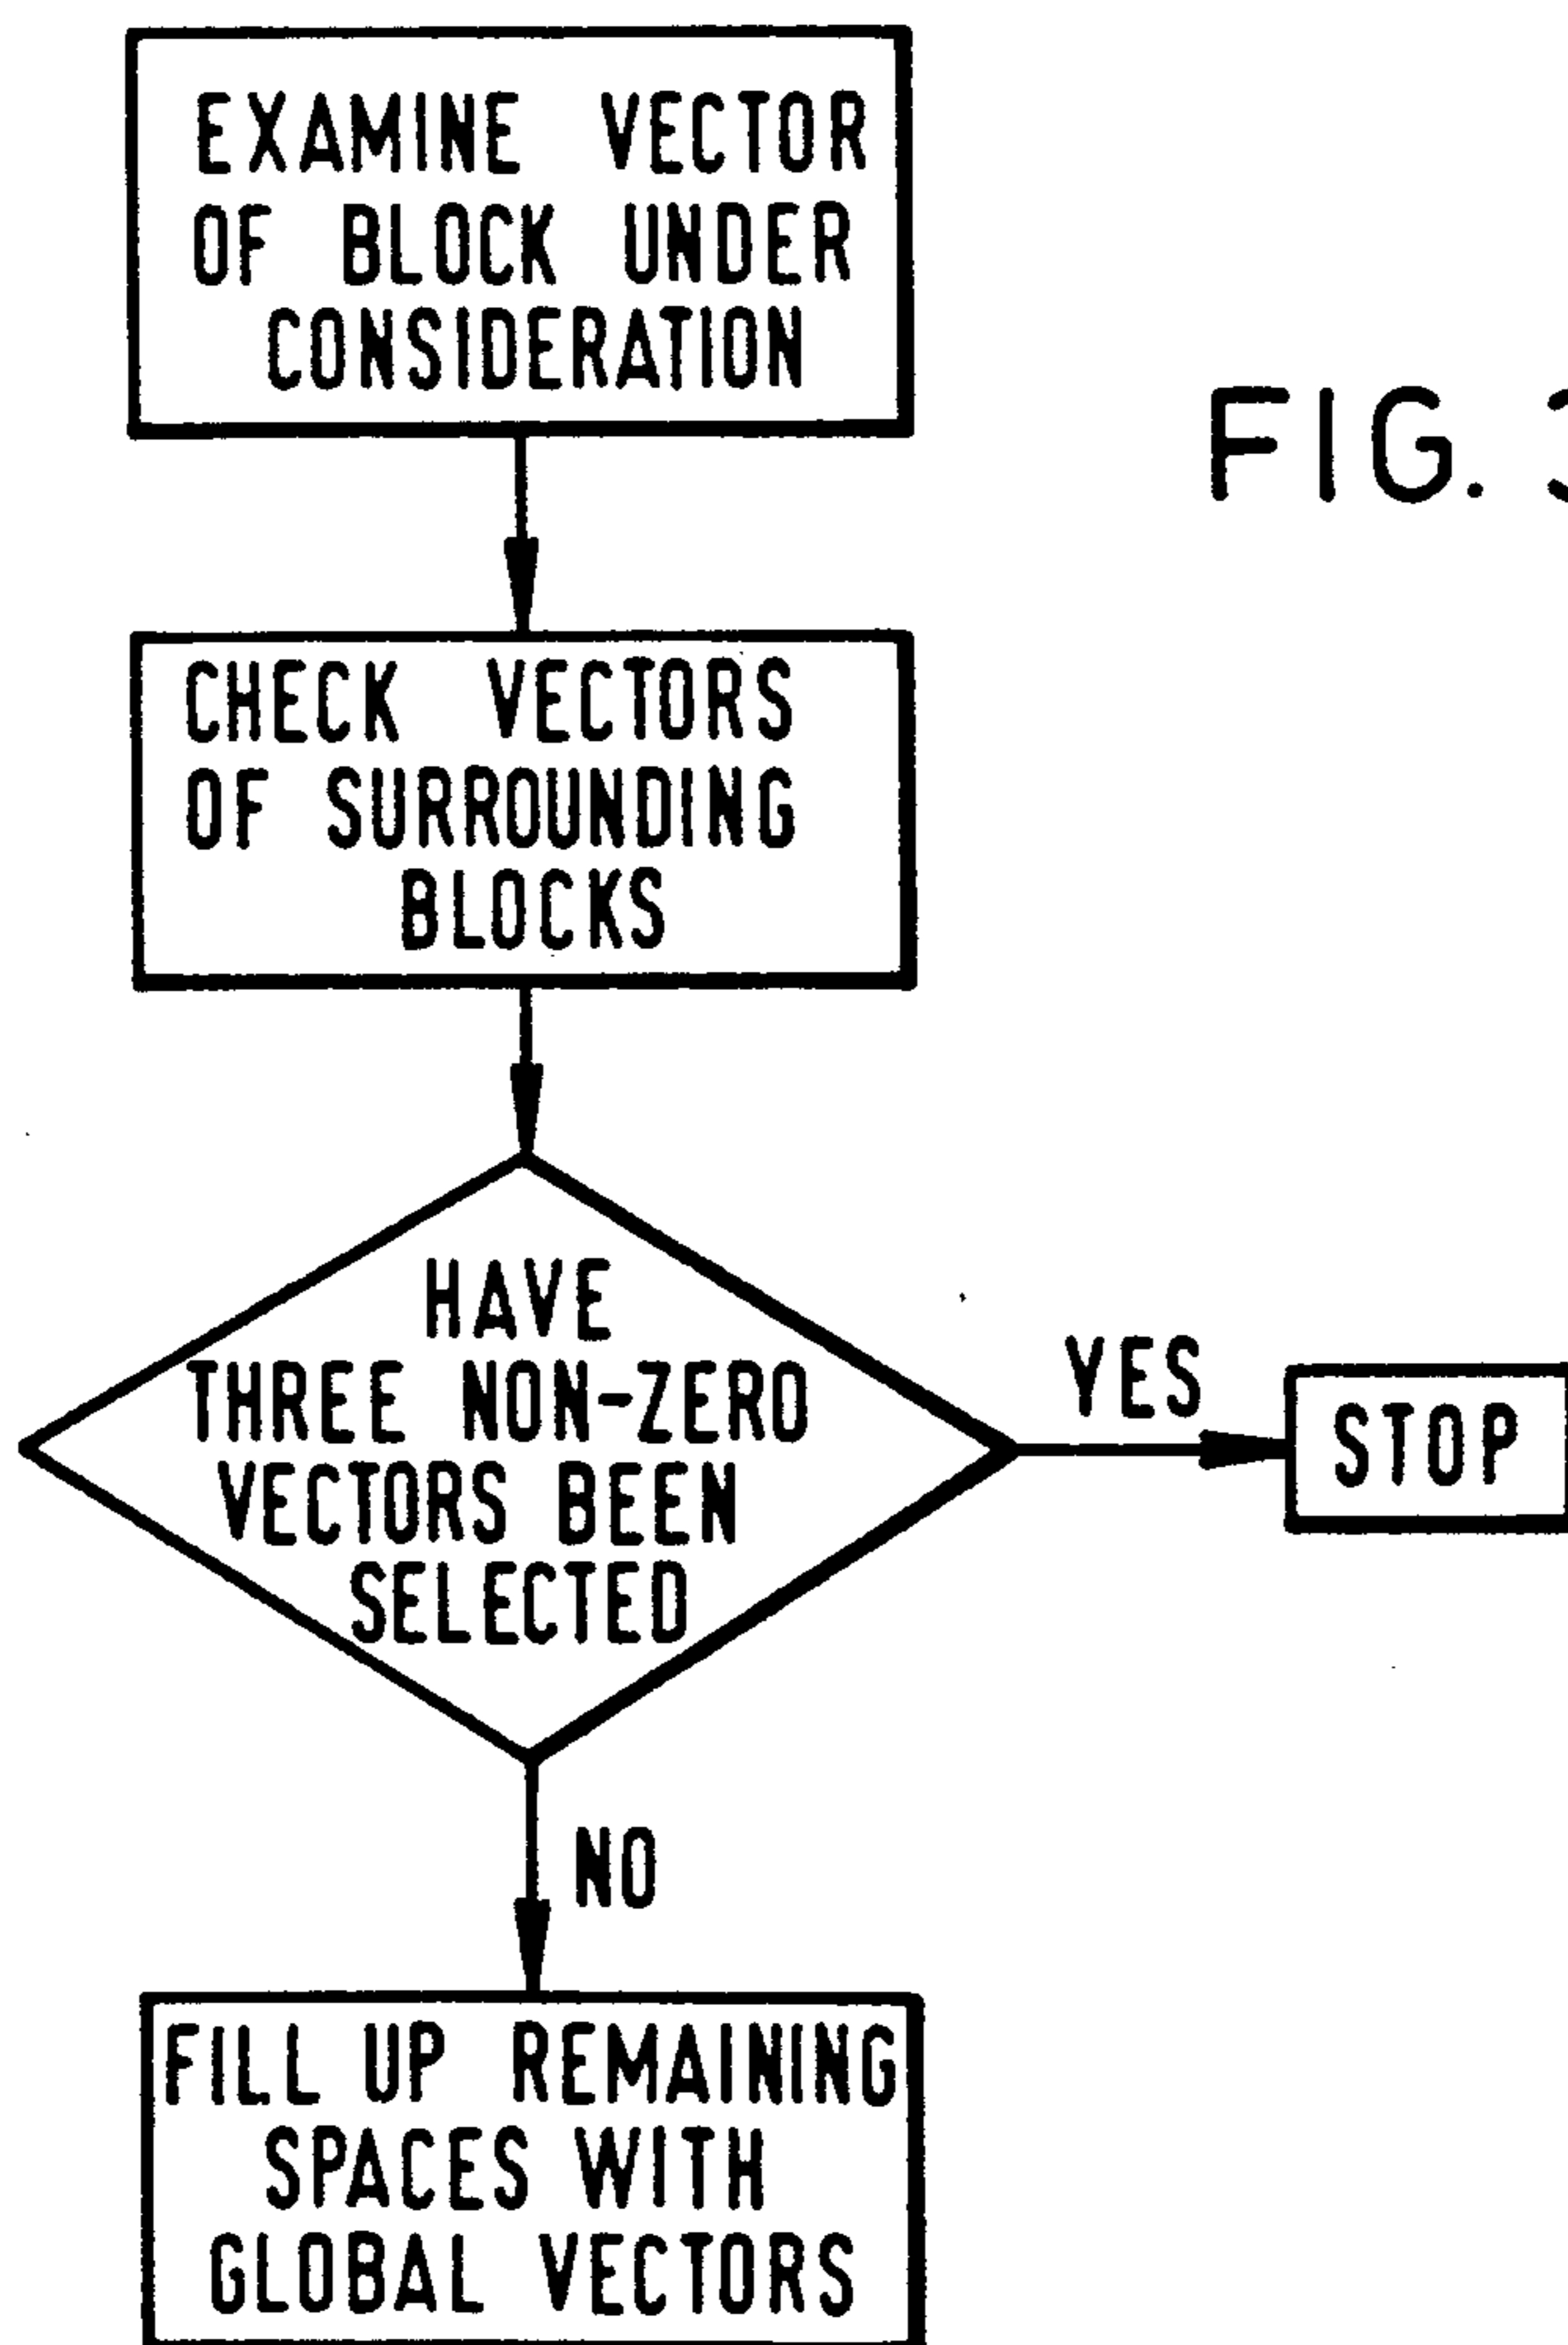 EXAMINE VECTOR
OF BLOCK UNDER
CONSIDERATION
FIG. 3
CHECK VECTORS
OF SURROUNDING
BLOCKS
HAVE
THREE NON-ZERO
VECTORS BEEN
SELECTED
YES
STOP
NO
FILL UP REMAINING
SPACES WITH
GLOBAL VECTORS